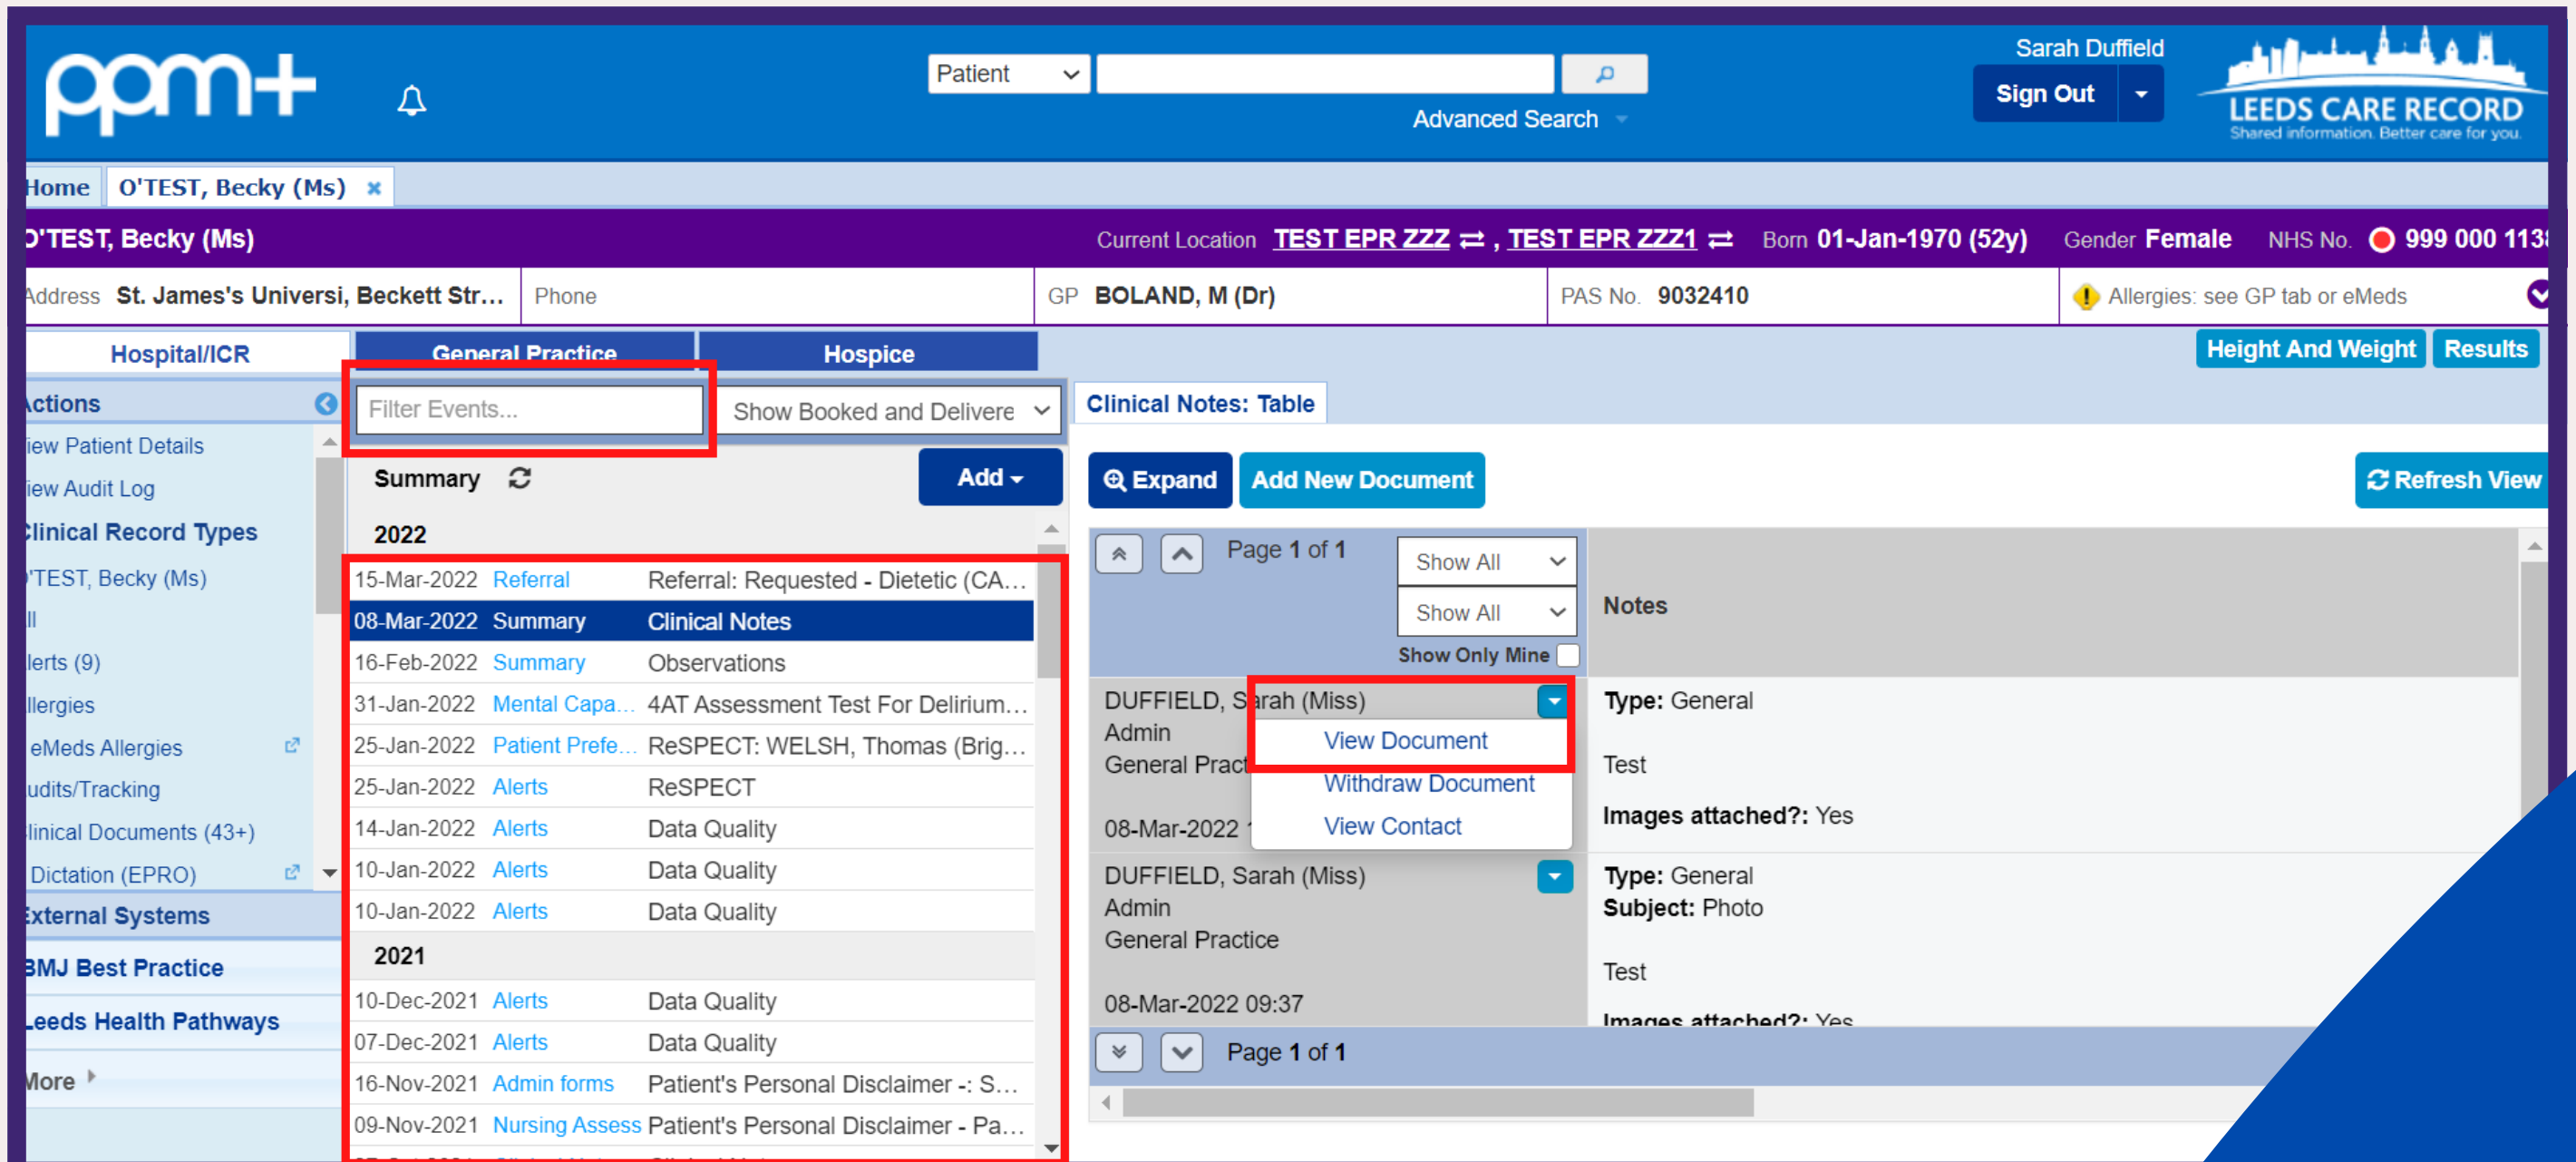 ppm+
Patient
Advanced Search
Sarah Duffield
Sign Out
LEEDS CARE RECORD
Shared information. Better care for you.
Home
O'TEST, Becky (Ms)
O'TEST, Becky (Ms)
Current Location TEST EPR ZZZ , TEST EPR ZZZ1 Born 01-Jan-1970 (52y) Gender Female NHS No. 999 000 113
Address St. James's Universi, Beckett Str...
Phone
GP BOLAND, M (Dr)
PAS No. 9032410
Allergies: see GP tab or eMeds
Hospital/ICR
General Practice
Hospice
Height And Weight
Results
Actions
iew Patient Details
iew Audit Log
Clinical Record Types
'TEST, Becky (Ms)
ll
lerts (9)
llergies
eMeds Allergies
udits/Tracking
linical Documents (43+)
Dictation (EPRO)
External Systems
BMJ Best Practice
Leeds Health Pathways
More
Filter Events...
Show Booked and Delivere
Summary
Add
2022
15-Mar-2022 Referral Referral: Requested - Dietetic (CA...
08-Mar-2022 Summary Clinical Notes
16-Feb-2022 Summary Observations
31-Jan-2022 Mental Capa... 4AT Assessment Test For Delirium...
25-Jan-2022 Patient Prefe... ReSPECT: WELSH, Thomas (Brig...
25-Jan-2022 Alerts ReSPECT
14-Jan-2022 Alerts Data Quality
10-Jan-2022 Alerts Data Quality
10-Jan-2022 Alerts Data Quality
2021
10-Dec-2021 Alerts Data Quality
07-Dec-2021 Alerts Data Quality
16-Nov-2021 Admin forms Patient's Personal Disclaimer -: S...
09-Nov-2021 Nursing Assess Patient's Personal Disclaimer - Pa...
Clinical Notes: Table
Expand
Add New Document
Refresh View
Page 1 of 1
Show All
Show All
Show Only Mine
Notes
DUFFIELD, Sarah (Miss)
Admin
General Pract
08-Mar-2022
View Document
Withdraw Document
View Contact
Type: General
Test
Images attached?: Yes
DUFFIELD, Sarah (Miss)
Admin
General Practice
08-Mar-2022 09:37
Type: General
Subject: Photo
Test
Images attached?: Yes
Page 1 of 1